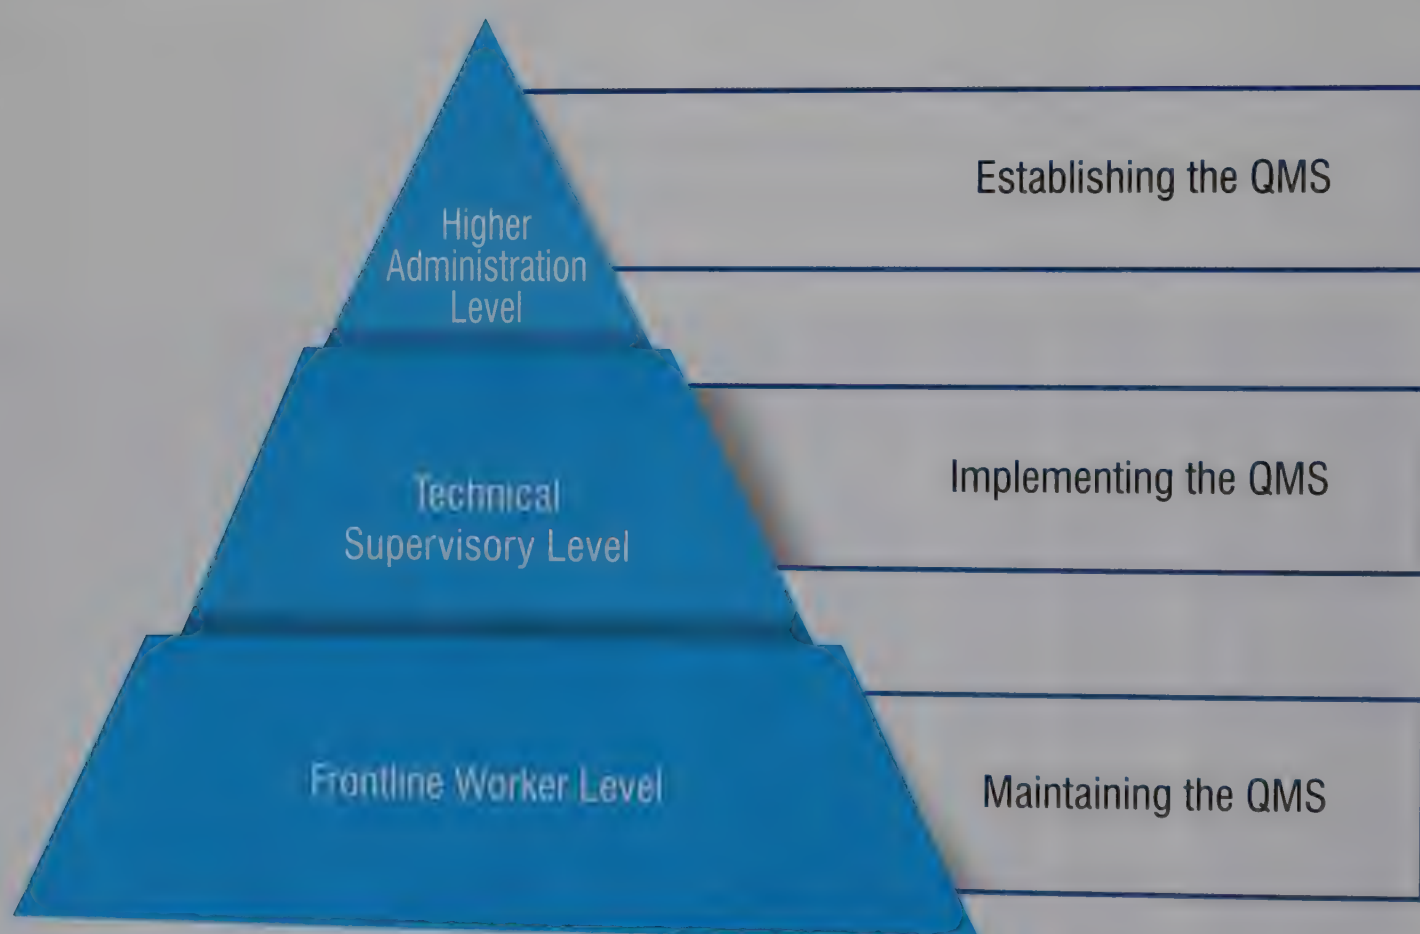 Establishing the QMS
Higher
Administration
Level
Implementing the QMS
Technical
Supervisory Level
Maintaining the QMS
Frontline Worker Level